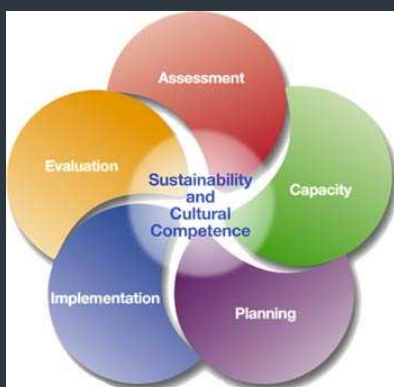 Assessment
Capacity
Planning
Implementation
Evaluation
Sustainability
and
Cultural
Competence